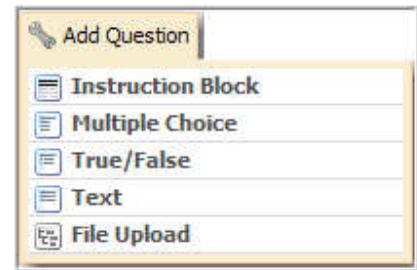 Add Question
Instruction Block
Multiple Choice
True/False
Text
File Upload